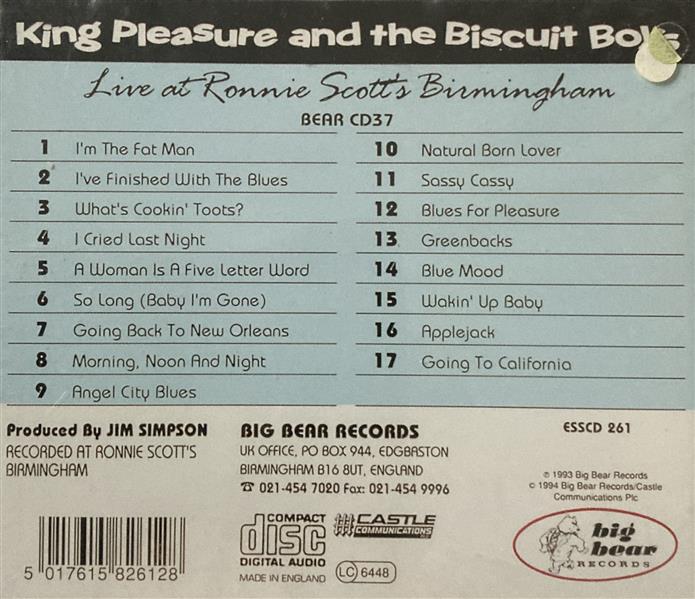 King Pleasure and the Biscuit Boys
Live at Ronnie Scott's Birmingham
BEAR CD37
1 I'm The Fat Man
2 I've Finished With The Blues
3 What's Cookin' Toots?
4 I Cried Last Night
5 A Woman Is A Five Letter Word
6 So Long (Baby I'm Gone)
7 Going Back To New Orleans
8 Morning, Noon And Night
9 Angel City Blues
10 Natural Born Lover
11 Sassy Cassy
12 Blues For Pleasure
13 Greenbacks
14 Blue Mood
15 Wakin' Up Baby
16 Applejack
17 Going To California
Produced By JIM SIMPSON
RECORDED AT RONNIE SCOTT'S
BIRMINGHAM
BIG BEAR RECORDS
UK OFFICE, PO BOX 944, EDGBASTON
BIRMINGHAM B16 8UT, ENGLAND
☎ 021-454 7020 Fax: 021-454 9996
ESSCD 261
℗ 1993 Big Bear Records
© 1994 Big Bear Records/Castle
Communications Plc
5 017615 826128
COMPACT
disc
DIGITAL AUDIO
MADE IN ENGLAND
CASTLE
COMMUNICATIONS
LC 6448
big
bear
RECORDS